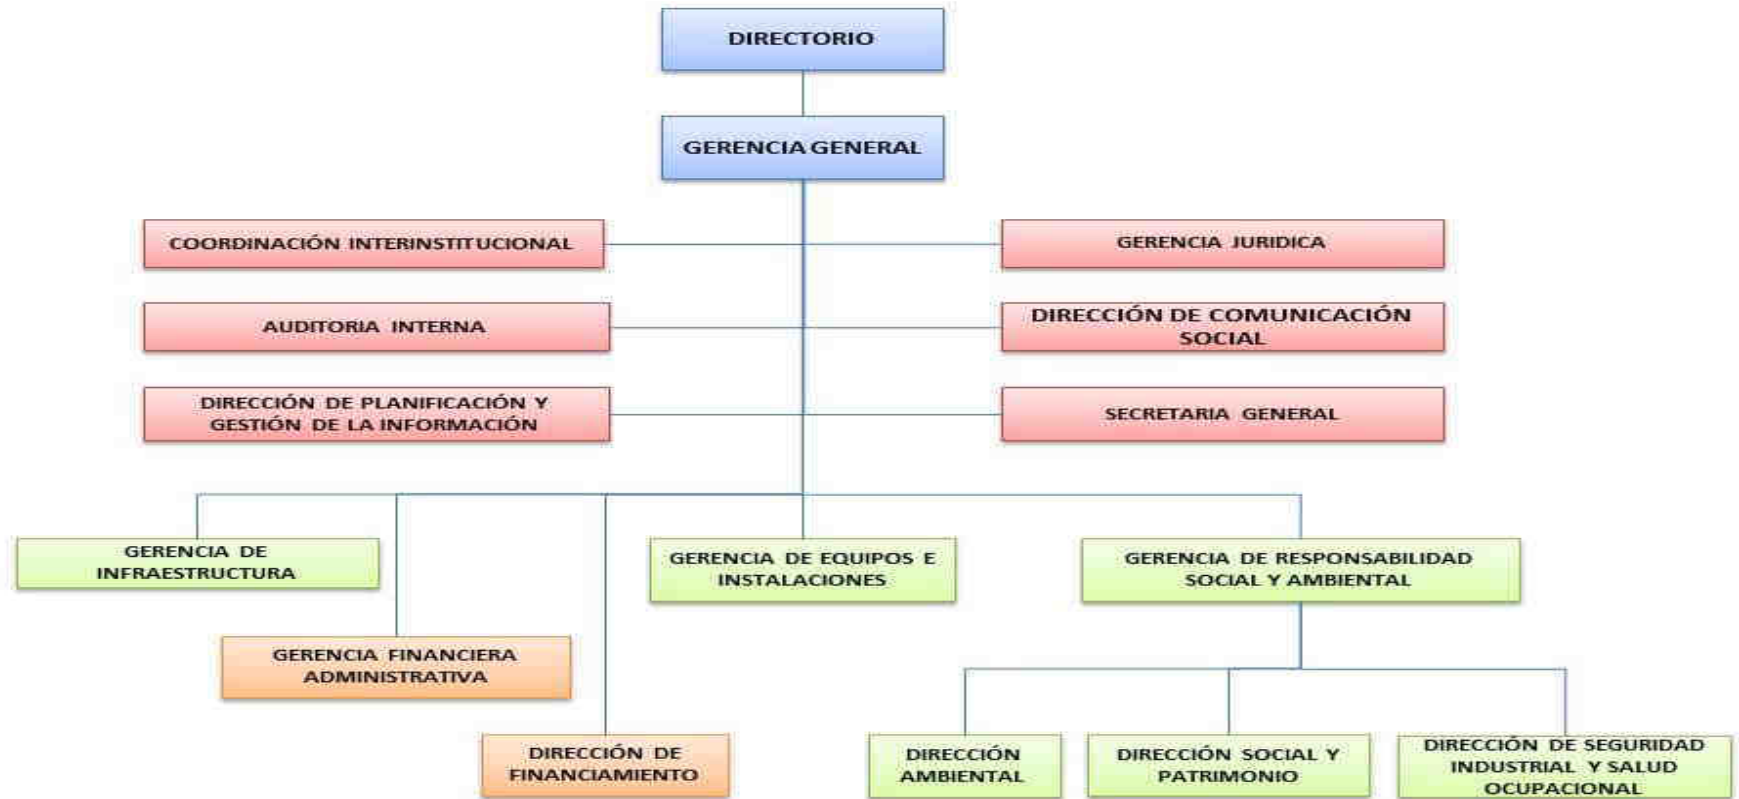 DIRECTORIO
GERENCIA GENERAL
COORDINACIÓN INTERINSTITUCIONAL
GERENCIA JURIDICA
AUDITORIA INTERNA
DIRECCIÓN DE COMUNICACIÓN
SOCIAL
DIRECCIÓN DE PLANIFICACIÓN Y
GESTIÓN DE LA INFORMACIÓN
SECRETARIA GENERAL
GERENCIA DE
INFRAESTRUCTURA
GERENCIA DE EQUIPOS E
INSTALACIONES
GERENCIA DE RESPONSABILIDAD
SOCIAL Y AMBIENTAL
GERENCIA FINANCIERA
ADMINISTRATIVA
DIRECCIÓN DE
FINANCIAMIENTO
DIRECCIÓN
AMBIENTAL
DIRECCIÓN SOCIAL Y
PATRIMONIO
DIRECCIÓN DE SEGURIDAD
INDUSTRIAL Y SALUD
OCUPACIONAL